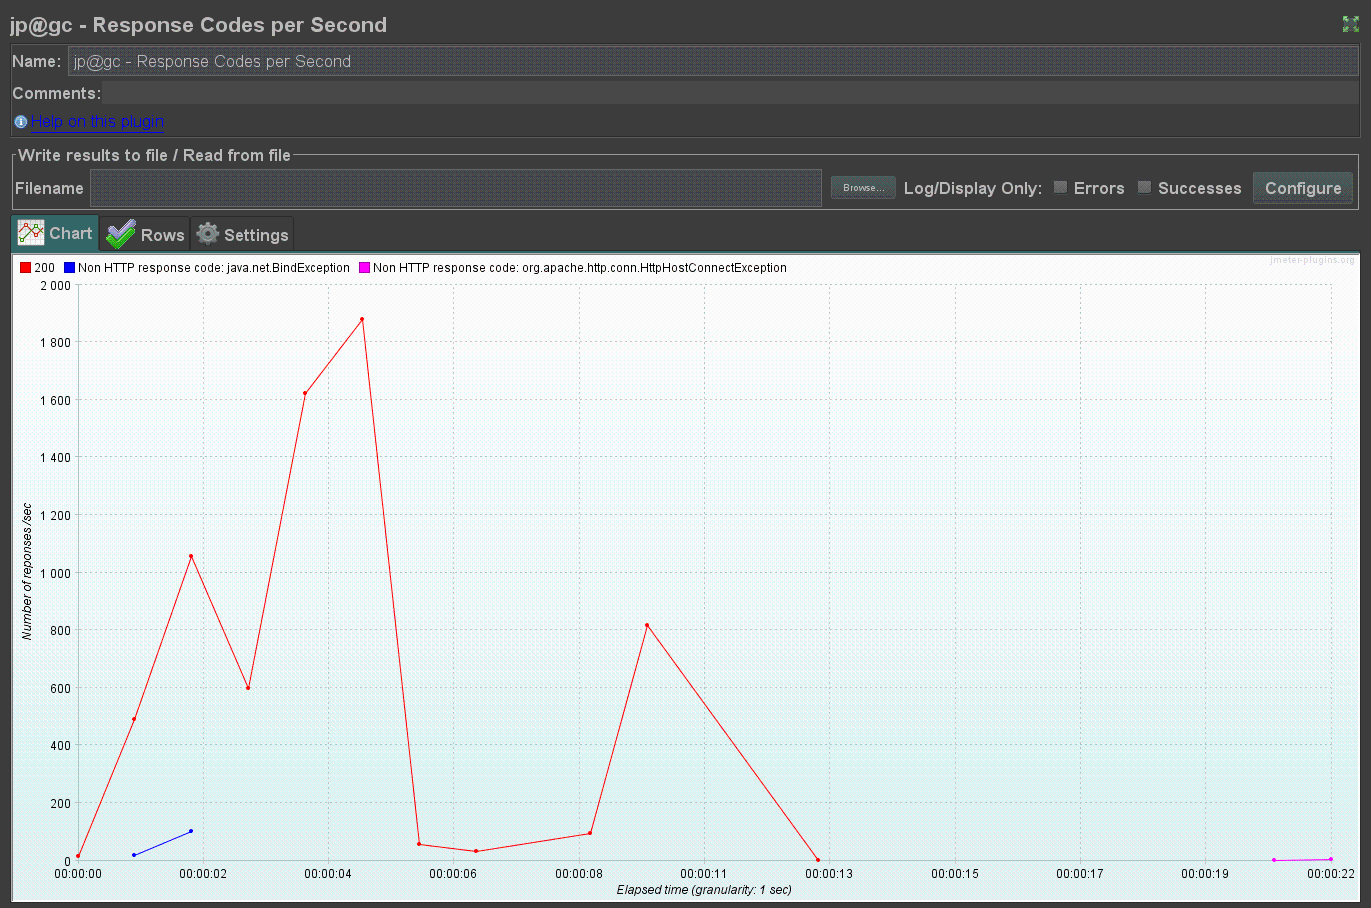 jp@gc - Response Codes per Second
Name: jp@gc - Response Codes per Second
Comments:
Help on this plugin
Write results to file / Read from file
Filename Browse... Log/Display Only: Errors Successes Configure
Chart Rows Settings
200 Non HTTP response code: java.net.BindException Non HTTP response code: org.apache.http.conn.HttpHostConnectException
jmeter-plugins.org
2 000
1 800
1 600
1 400
1 200
1 000
800
600
400
200
0
Number of reponses /sec
00:00:00 00:00:02 00:00:04 00:00:06 00:00:08 00:00:11 00:00:13 00:00:15 00:00:17 00:00:19 00:00:22
Elapsed time (granularity: 1 sec)